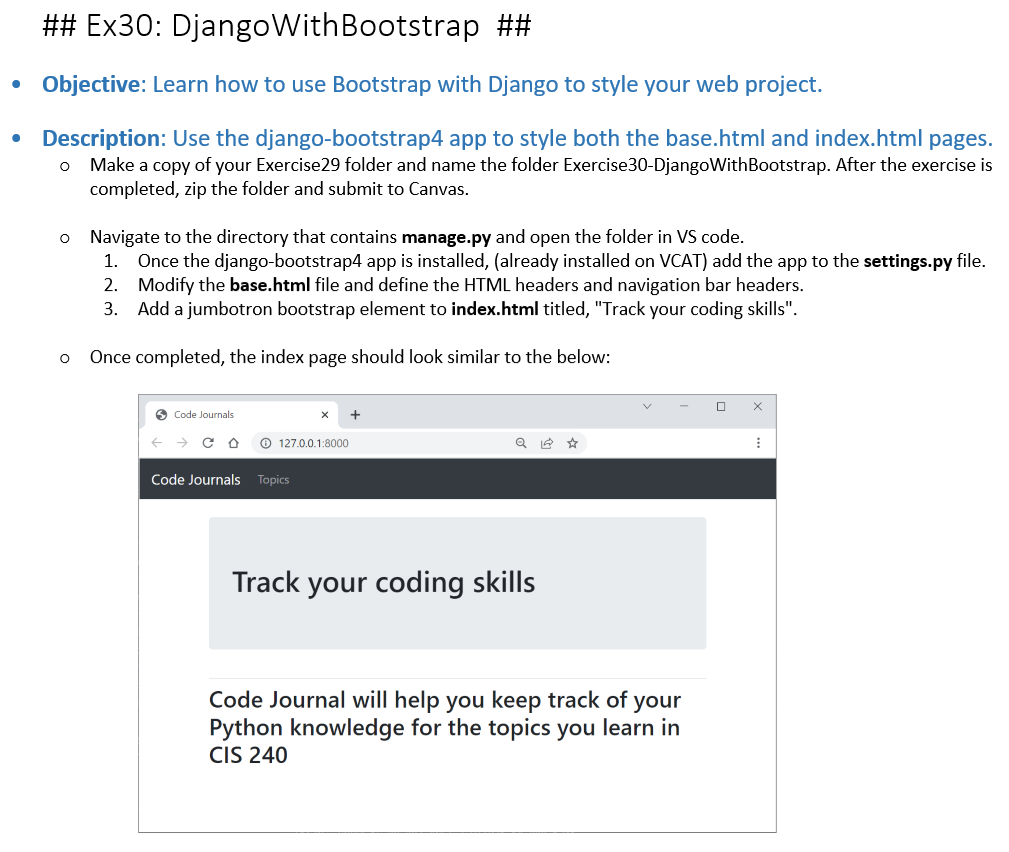 ## Ex30: DjangoWithBootstrap ##
• Objective: Learn how to use Bootstrap with Django to style your web project.
• Description: Use the django-bootstrap4 app to style both the base.html and index.html pages.
o Make a copy of your Exercise29 folder and name the folder Exercise30-DjangoWithBootstrap. After the exercise is
completed, zip the folder and submit to Canvas.
o Navigate to the directory that contains manage.py and open the folder in VS code.
1. Once the django-bootstrap4 app is installed, (already installed on VCAT) add the app to the settings.py file.
2. Modify the base.html file and define the HTML headers and navigation bar headers.
3. Add a jumbotron bootstrap element to index.html titled, "Track your coding skills".
o Once completed, the index page should look similar to the below:
Code Journals
127.0.0.1:8000
Code Journals Topics
Track your coding skills
Code Journal will help you keep track of your
Python knowledge for the topics you learn in
CIS 240